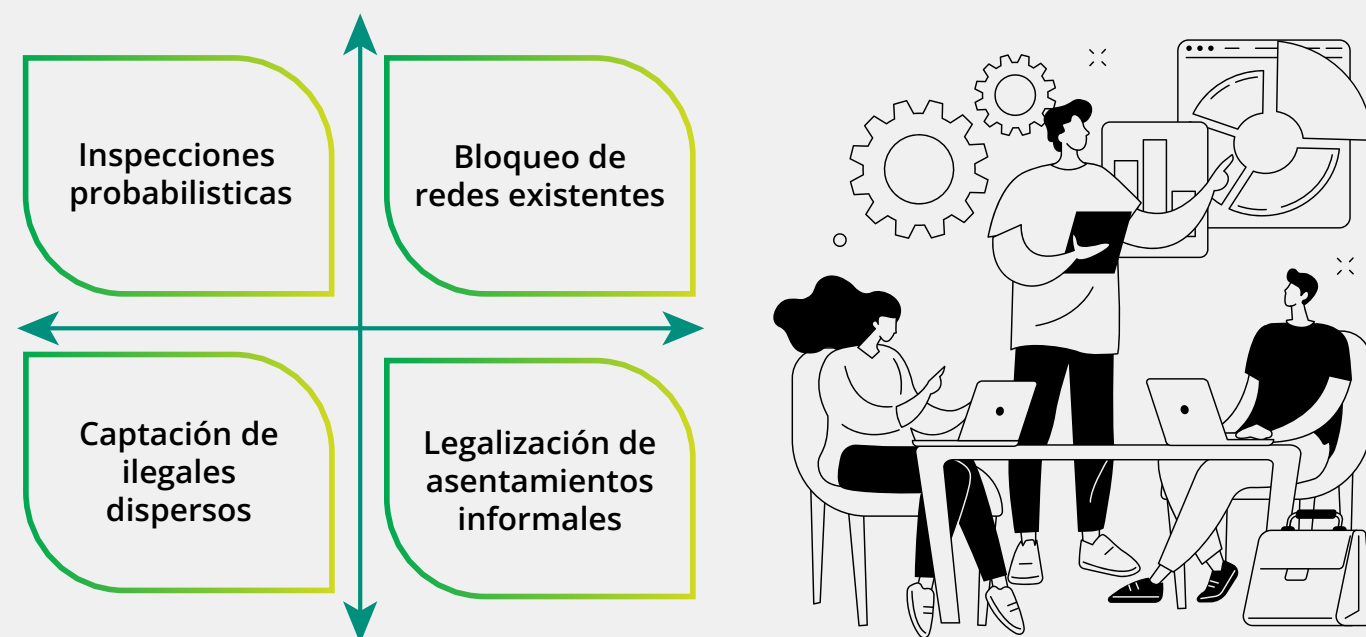 Inspecciones
probabilisticas
Bloqueo de
redes existentes
Captación de
ilegales
dispersos
Legalización de
asentamientos
informales